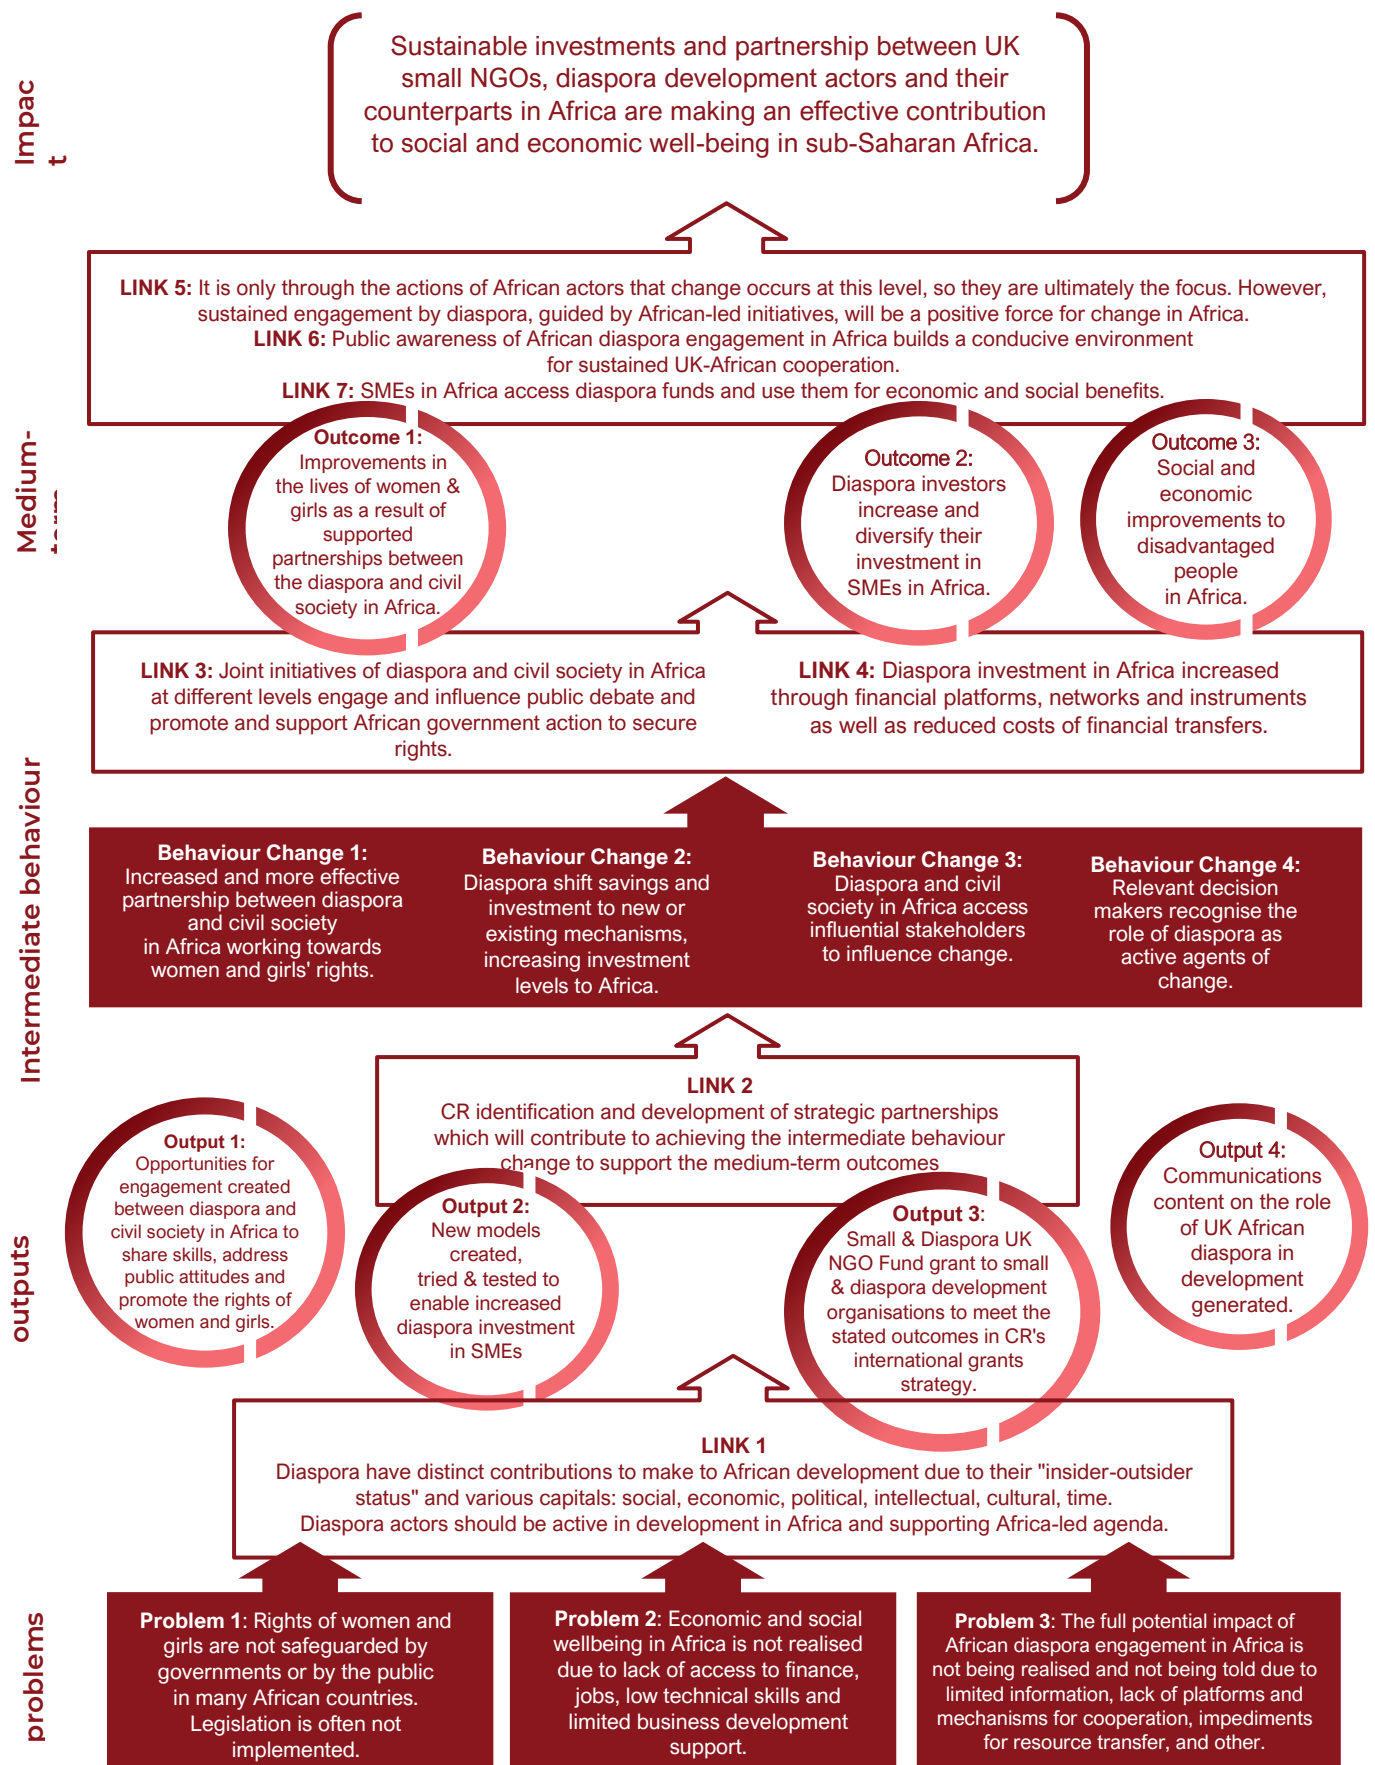 Impac
t
Sustainable investments and partnership between UK
small NGOs, diaspora development actors and their
counterparts in Africa are making an effective contribution
to social and economic well-being in sub-Saharan Africa.
LINK 5: It is only through the actions of African actors that change occurs at this level, so they are ultimately the focus. However,
sustained engagement by diaspora, guided by African-led initiatives, will be a positive force for change in Africa.
LINK 6: Public awareness of African diaspora engagement in Africa builds a conducive environment
for sustained UK-African cooperation.
LINK 7: SMEs in Africa access diaspora funds and use them for economic and social benefits.
Medium-
Outcome 1:
Improvements in
the lives of women &
girls as a result of
supported
partnerships between
the diaspora and civil
society in Africa.
Outcome 2:
Diaspora investors
increase and
diversify their
investment in
SMEs in Africa.
Outcome 3:
Social and
economic
improvements to
disadvantaged
people
in Africa.
LINK 3: Joint initiatives of diaspora and civil society in Africa
at different levels engage and influence public debate and
promote and support African government action to secure
rights.
LINK 4: Diaspora investment in Africa increased
through financial platforms, networks and instruments
as well as reduced costs of financial transfers.
Intermediate behaviour
Behaviour Change 1:
Increased and more effective
partnership between diaspora
and civil society
in Africa working towards
women and girls' rights.
Behaviour Change 2:
Diaspora shift savings and
investment to new or
existing mechanisms,
increasing investment
levels to Africa.
Behaviour Change 3:
Diaspora and civil
society in Africa access
influential stakeholders
to influence change.
Behaviour Change 4:
Relevant decision
makers recognise the
role of diaspora as
active agents of
change.
LINK 2
CR identification and development of strategic partnerships
which will contribute to achieving the intermediate behaviour
change to support the medium-term outcomes
outputs
Output 1:
Opportunities for
engagement created
between diaspora and
civil society in Africa to
share skills, address
public attitudes and
promote the rights of
women and girls.
Output 2:
New models
created,
tried & tested to
enable increased
diaspora investment
in SMEs
Output 3:
Small & Diaspora UK
NGO Fund grant to small
& diaspora development
organisations to meet the
stated outcomes in CR's
international grants
strategy.
Output 4:
Communications
content on the role
of UK African
diaspora in
development
generated.
LINK 1
Diaspora have distinct contributions to make to African development due to their "insider-outsider
status" and various capitals: social, economic, political, intellectual, cultural, time.
Diaspora actors should be active in development in Africa and supporting Africa-led agenda.
problems
Problem 1: Rights of women and
girls are not safeguarded by
governments or by the public
in many African countries.
Legislation is often not
implemented.
Problem 2: Economic and social
wellbeing in Africa is not realised
due to lack of access to finance,
jobs, low technical skills and
limited business development
support.
Problem 3: The full potential impact of
African diaspora engagement in Africa is
not being realised and not being told due to
limited information, lack of platforms and
mechanisms for cooperation, impediments
for resource transfer, and other.